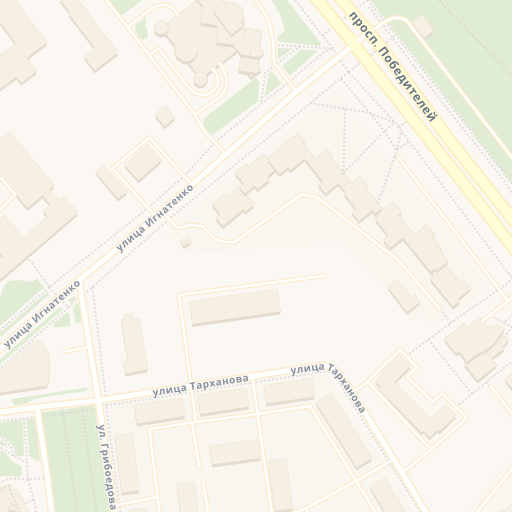 просп. Победителей
улица Игнатенко
улица Игнатенко
улица Тарханова
улица Тарханова
ул. Грибоедова